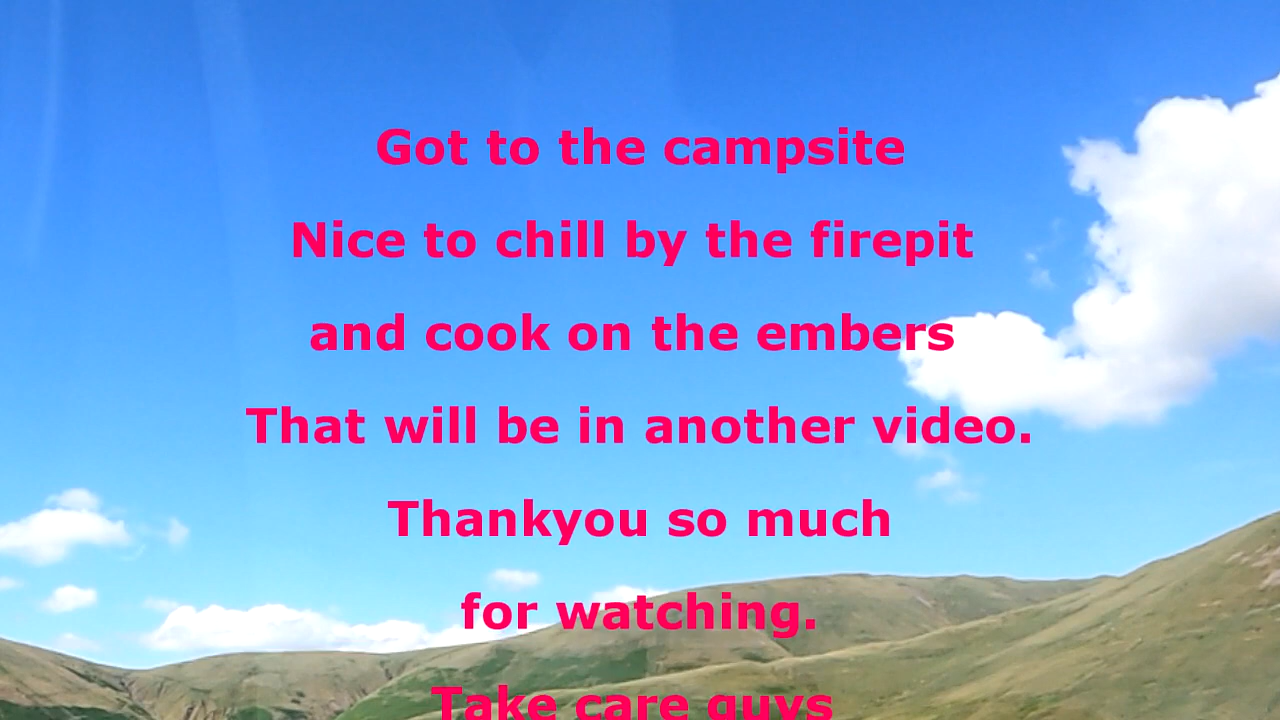 Got to the campsite
Nice to chill by the firepit
and cook on the embers
That will be in another video.
Thankyou so much
for watching.
Take care guys